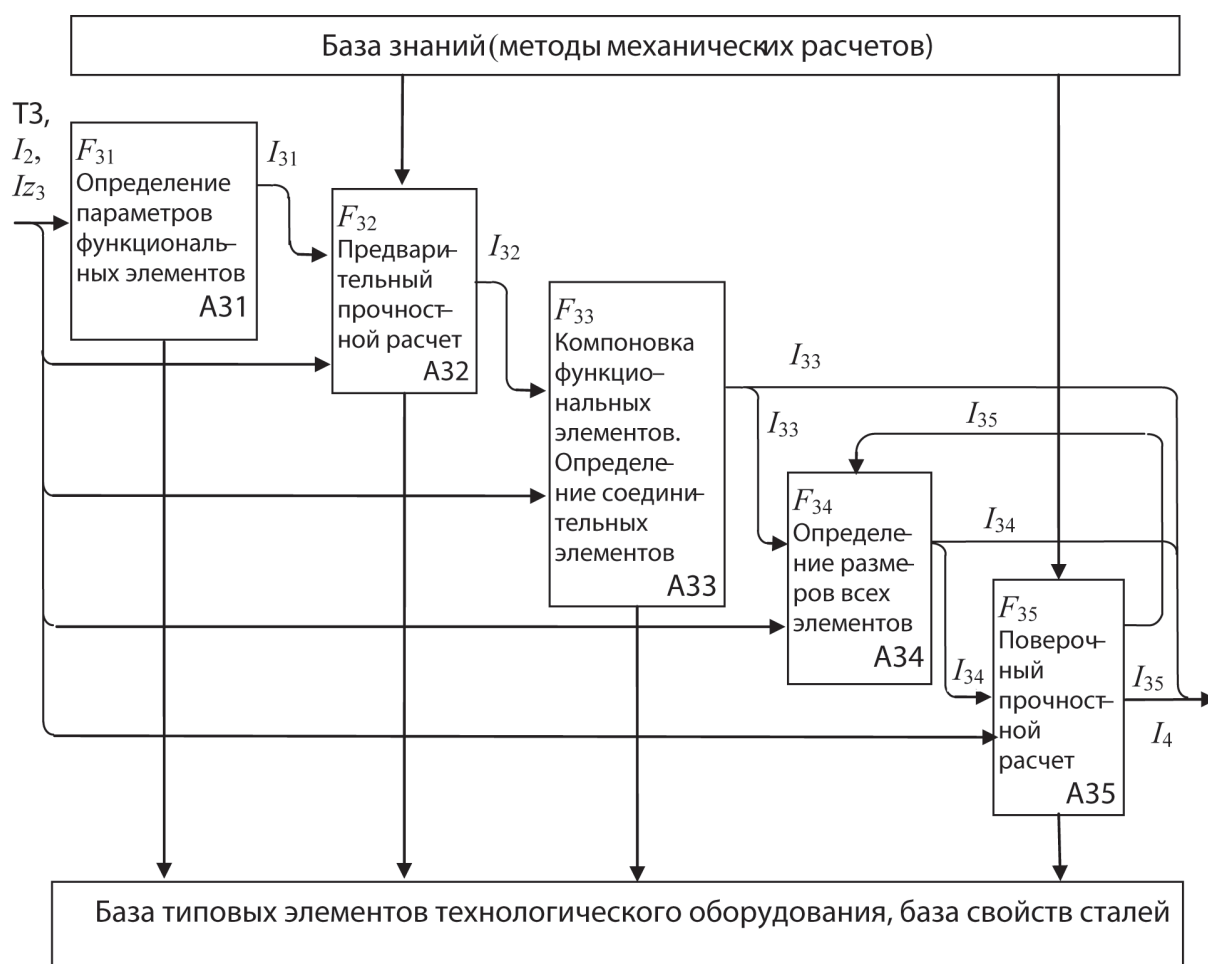 База знаний (методы механических расчетов)
ТЗ,
I2,
Iz3
F31
Определение
параметров
функциональ–
ных элементов
А31
I31
F32
Предвари–
тельный
прочност–
ной расчет
А32
I32
F33
Компоновка
функцио–
нальных
элементов.
Определе–
ние соедини–
тельных
элементов
А33
I33
I33
I35
F34
Определе–
ние разме–
ров всех
элементов
А34
I34
I34
F35
Повероч–
ный
прочност–
ной
расчет
А35
I35
I4
База типовых элементов технологического оборудования, база свойств сталей